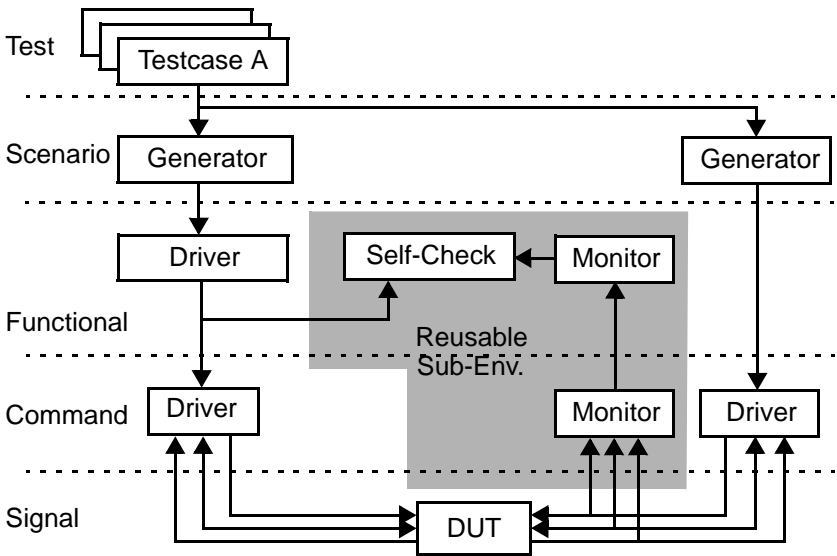 Test
Testcase A
Scenario
Generator
Generator
Driver
Self-Check
Monitor
Functional
Reusable
Sub-Env.
Command
Driver
Monitor
Driver
Signal
DUT